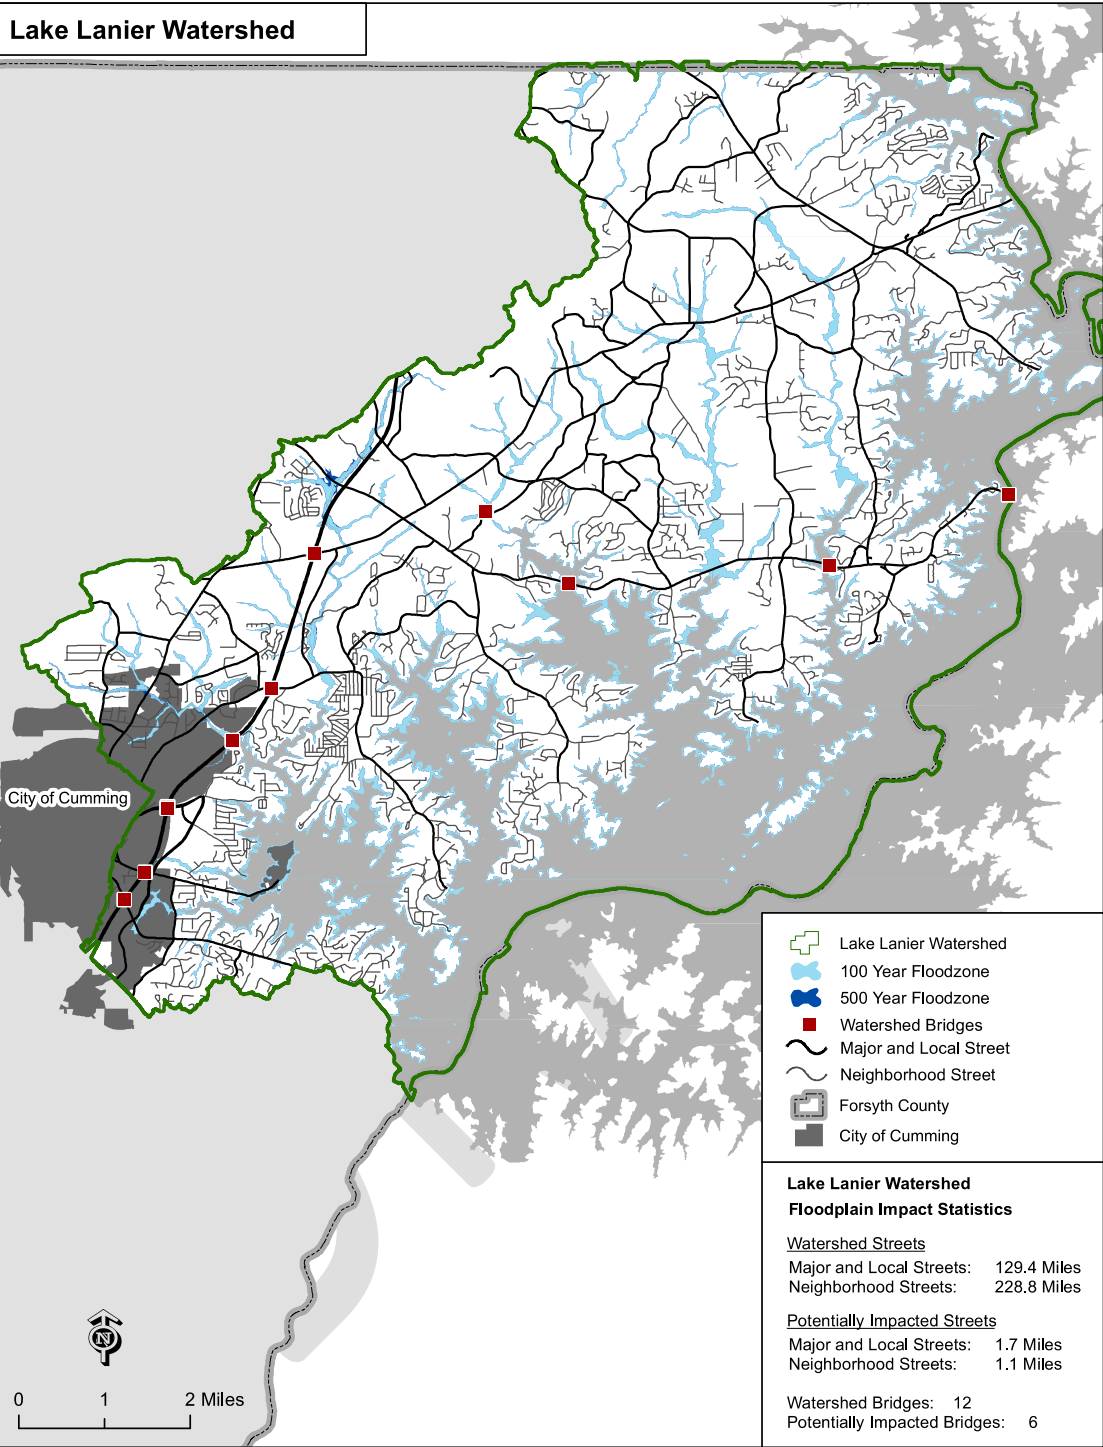 Lake Lanier Watershed
City of Cumming
Lake Lanier Watershed
100 Year Floodzone
500 Year Floodzone
Watershed Bridges
Major and Local Street
Neighborhood Street
Forsyth County
City of Cumming
Lake Lanier Watershed
Floodplain Impact Statistics
Watershed Streets
Major and Local Streets: 129.4 Miles
Neighborhood Streets: 228.8 Miles
Potentially Impacted Streets
Major and Local Streets: 1.7 Miles
Neighborhood Streets: 1.1 Miles
Watershed Bridges: 12
Potentially Impacted Bridges: 6
N
0 1 2 Miles